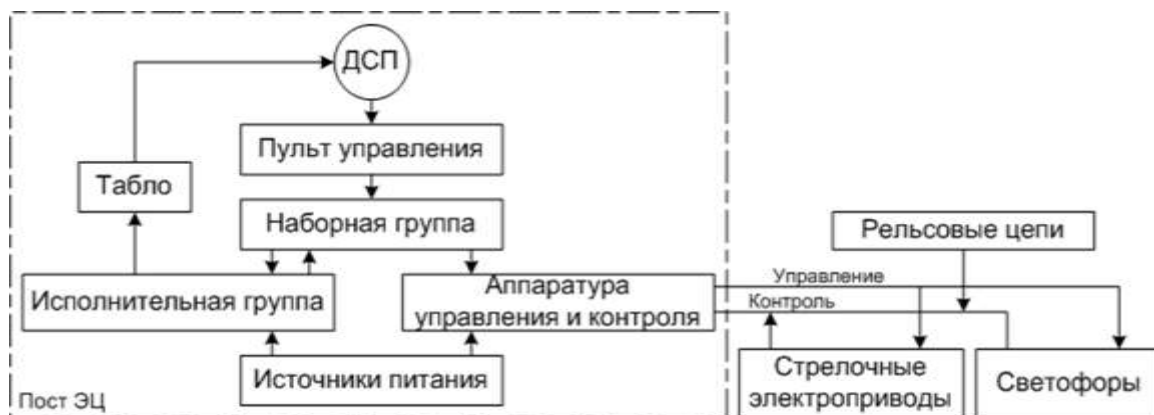 ДСП
Пульт управления
Табло
Наборная группа
Рельсовые цепи
Исполнительная группа
Аппаратура
управления и контроля
Управление
Контроль
Источники питания
Стрелочные
электроприводы
Светофоры
Пост ЭЦ